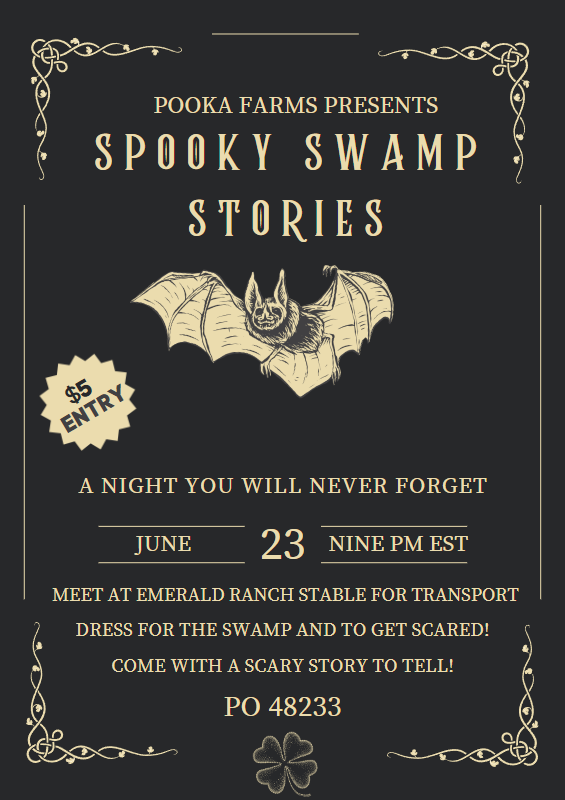 POOKA FARMS PRESENTS
SPOOKY SWAMP
STORIES
$5
ENTRY
A NIGHT YOU WILL NEVER FORGET
JUNE 23 NINE PM EST
MEET AT EMERALD RANCH STABLE FOR TRANSPORT
DRESS FOR THE SWAMP AND TO GET SCARED!
COME WITH A SCARY STORY TO TELL!
PO 48233